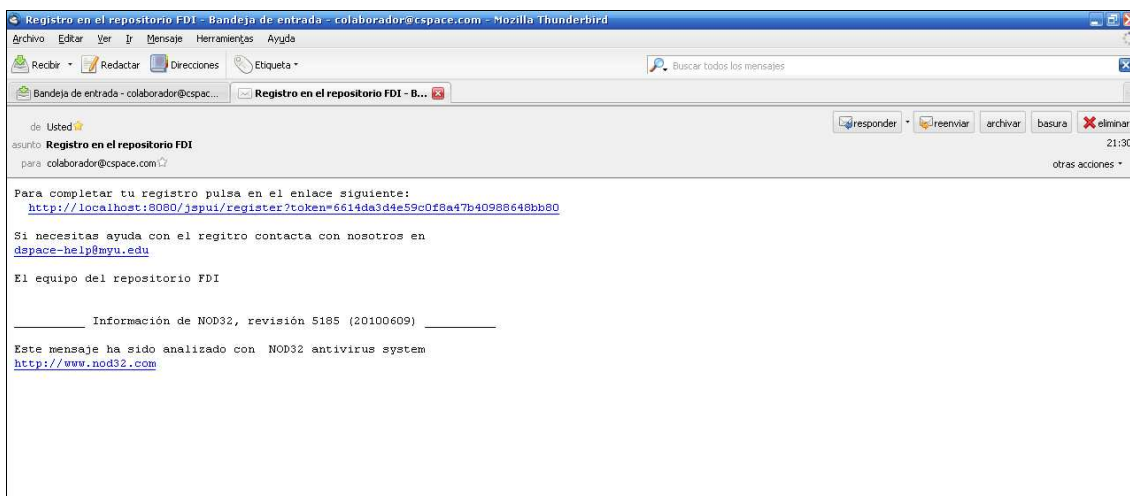 Registro en el repositorio FDI - Bandeja de entrada - colaborador@cspace.com - Mozilla Thunderbird
Archivo Editar Ver Ir Mensaje Herramientas Ayuda
Recibir Redactar Direcciones Etiqueta Buscar todos los mensajes
Bandeja de entrada - colaborador@cspac... Registro en el repositorio FDI - B...
de Usted responder reenviar archivar basura eliminar
asunto Registro en el repositorio FDI 21:30
para colaborador@cspace.com otras acciones
Para completar tu registro pulsa en el enlace siguiente:
http://localhost:8080/jspui/register?token=6614da3d4e59c0f8a47b40988648bb80
Si necesitas ayuda con el regitro contacta con nosotros en
dspace-help@myu.edu
El equipo del repositorio FDI
__________ Información de NOD32, revisión 5185 (20100609) __________
Este mensaje ha sido analizado con NOD32 antivirus system
http://www.nod32.com